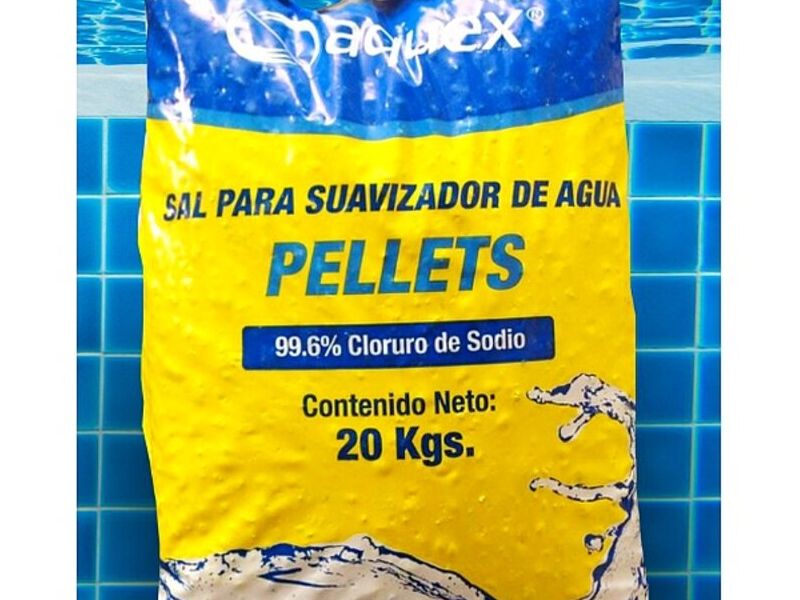 aquex®
SAL PARA SUAVIZADOR DE AGUA
PELLETS
99.6% Cloruro de Sodio
Contenido Neto:
20 Kgs.